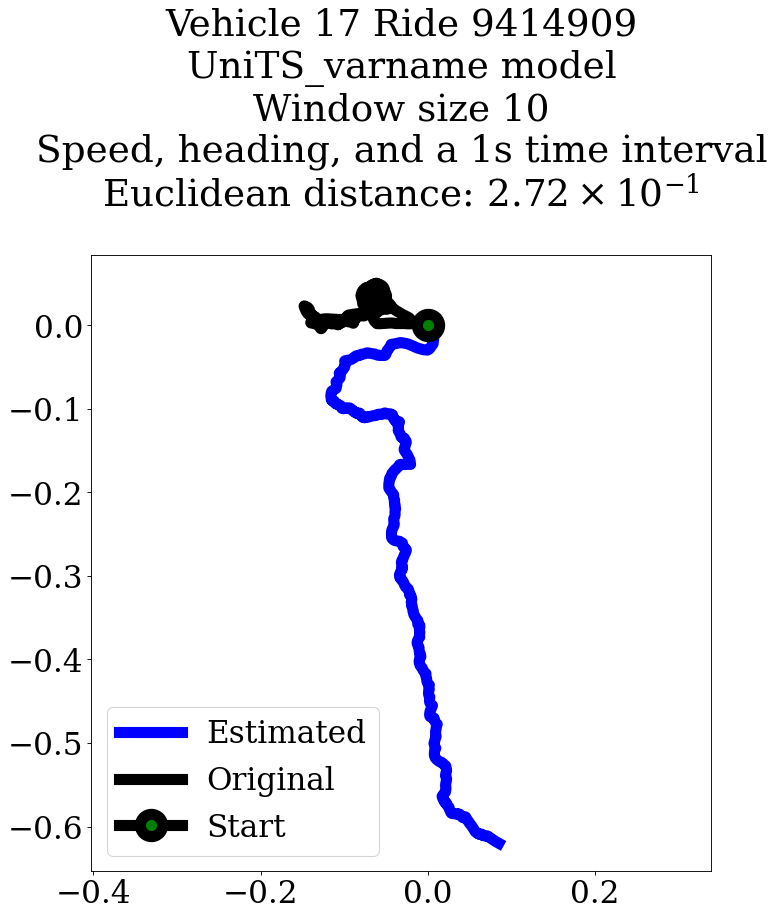 Vehicle 17 Ride 9414909
UniTS_varname model
Window size 10
Speed, heading, and a 1s time interval
Euclidean distance: 2.72 × 10⁻¹
0.0
−0.1
−0.2
−0.3
−0.4
−0.5
−0.6
Estimated
Original
Start
−0.4 −0.2 0.0 0.2